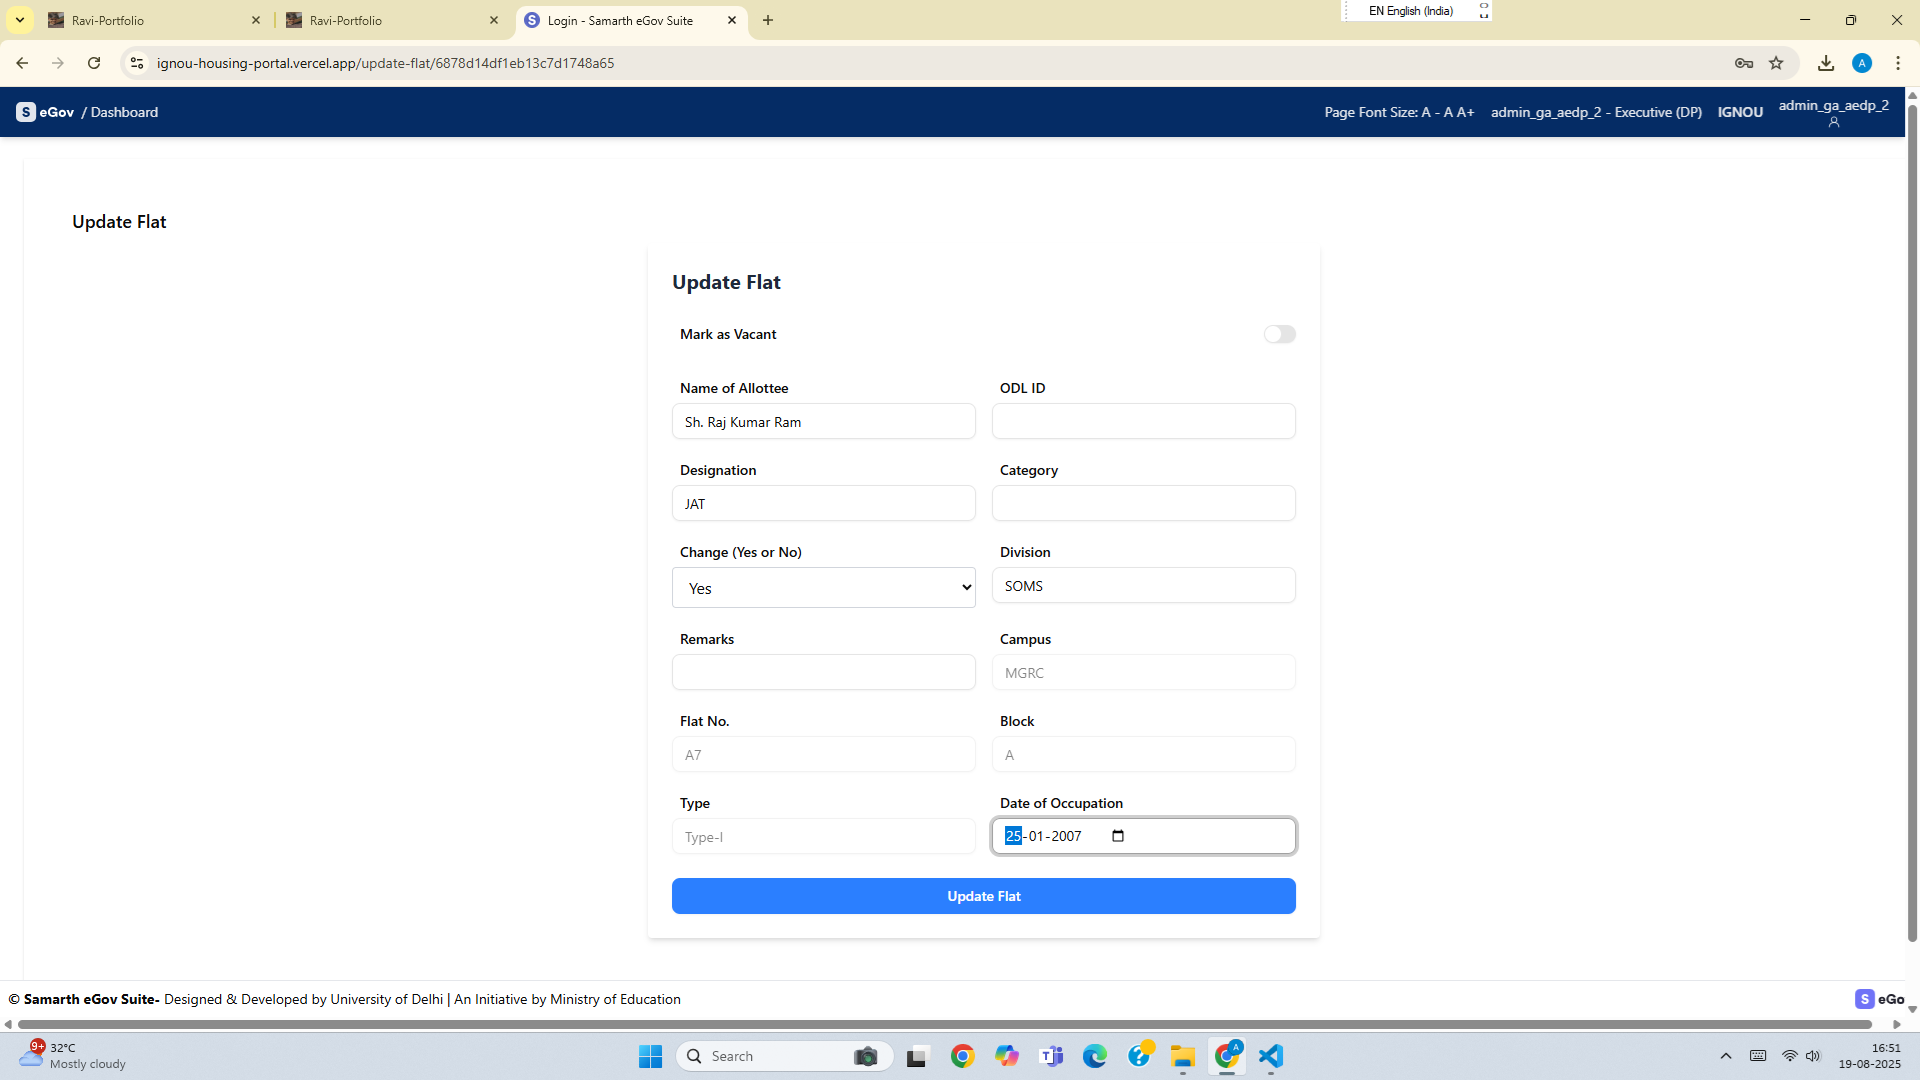 Ravi-Portfolio
Ravi-Portfolio
S Login - Samarth eGov Suite
EN English (India)
ignou-housing-portal.vercel.app/update-flat/6878d14df1eb13c7d1748a65
A
S eGov / Dashboard
Page Font Size: A - A A+
admin_ga_aedp_2 - Executive (DP)
IGNOU
admin_ga_aedp_2
Update Flat
Update Flat
Mark as Vacant
Name of Allottee
ODL ID
Sh. Raj Kumar Ram
Designation
Category
JAT
Change (Yes or No)
Division
Yes
SOMS
Remarks
Campus
MGRC
Flat No.
Block
A7
A
Type
Date of Occupation
Type-I
25-01-2007
Update Flat
© Samarth eGov Suite- Designed & Developed by University of Delhi | An Initiative by Ministry of Education
S eGo
9+
32°C
Mostly cloudy
Search
A
16:51
19-08-2025